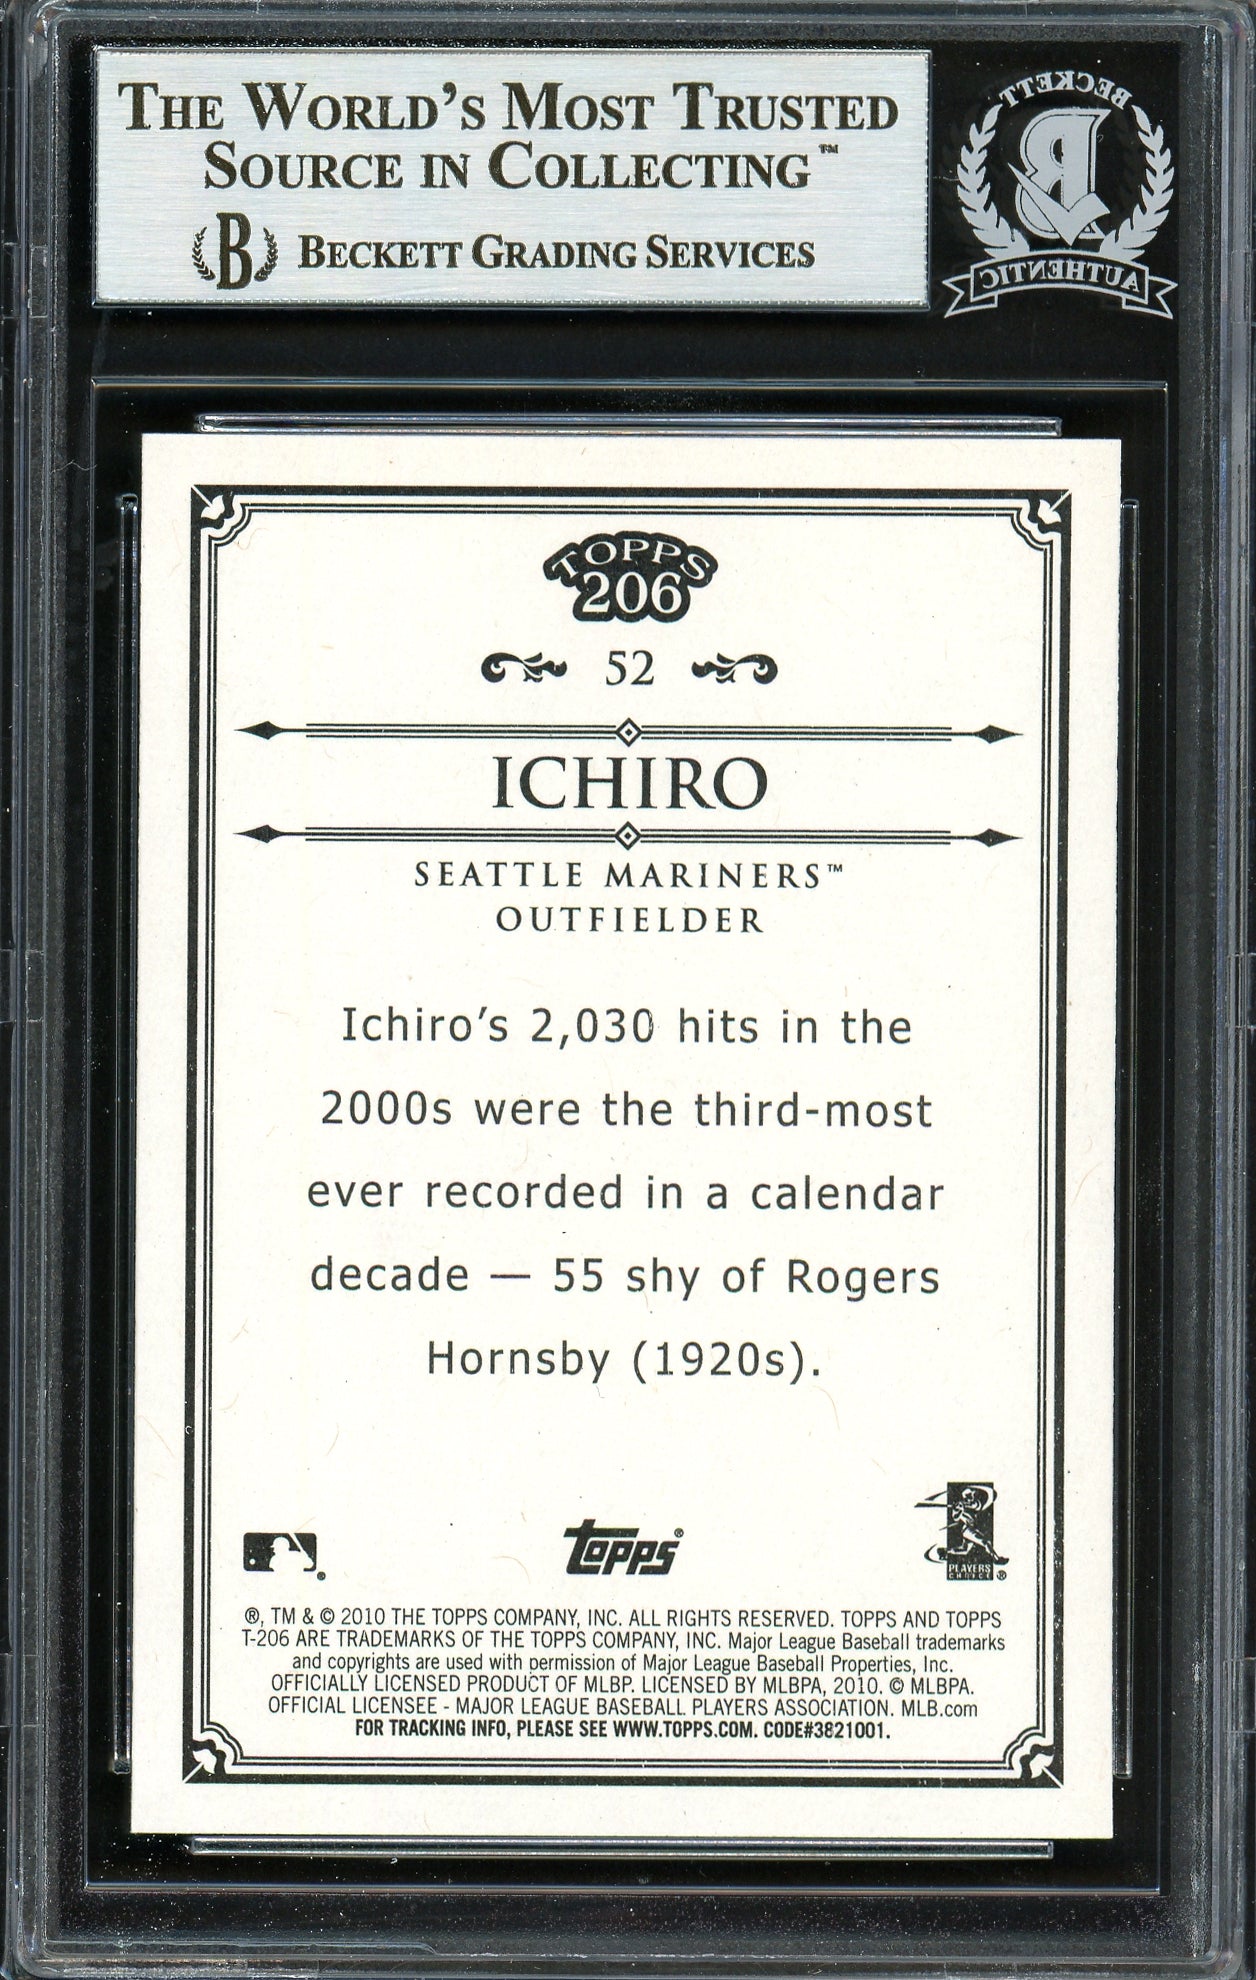 THE WORLD'S MOST TRUSTED
SOURCE IN COLLECTING™
B BECKETT GRADING SERVICES
BECKETT
B
AUTHENTIC
TOPPS
206
52
ICHIRO
SEATTLE MARINERS™
OUTFIELDER
Ichiro's 2,030 hits in the
2000s were the third-most
ever recorded in a calendar
decade — 55 shy of Rogers
Hornsby (1920s).
Topps®
PLAYERS
CHOICE ®
®, TM & © 2010 THE TOPPS COMPANY, INC. ALL RIGHTS RESERVED. TOPPS AND TOPPS
T-206 ARE TRADEMARKS OF THE TOPPS COMPANY, INC. Major League Baseball trademarks
and copyrights are used with permission of Major League Baseball Properties, Inc.
OFFICIALLY LICENSED PRODUCT OF MLBP. LICENSED BY MLBPA, 2010. © MLBPA.
OFFICIAL LICENSEE - MAJOR LEAGUE BASEBALL PLAYERS ASSOCIATION. MLB.com
FOR TRACKING INFO, PLEASE SEE WWW.TOPPS.COM. CODE#3821001.